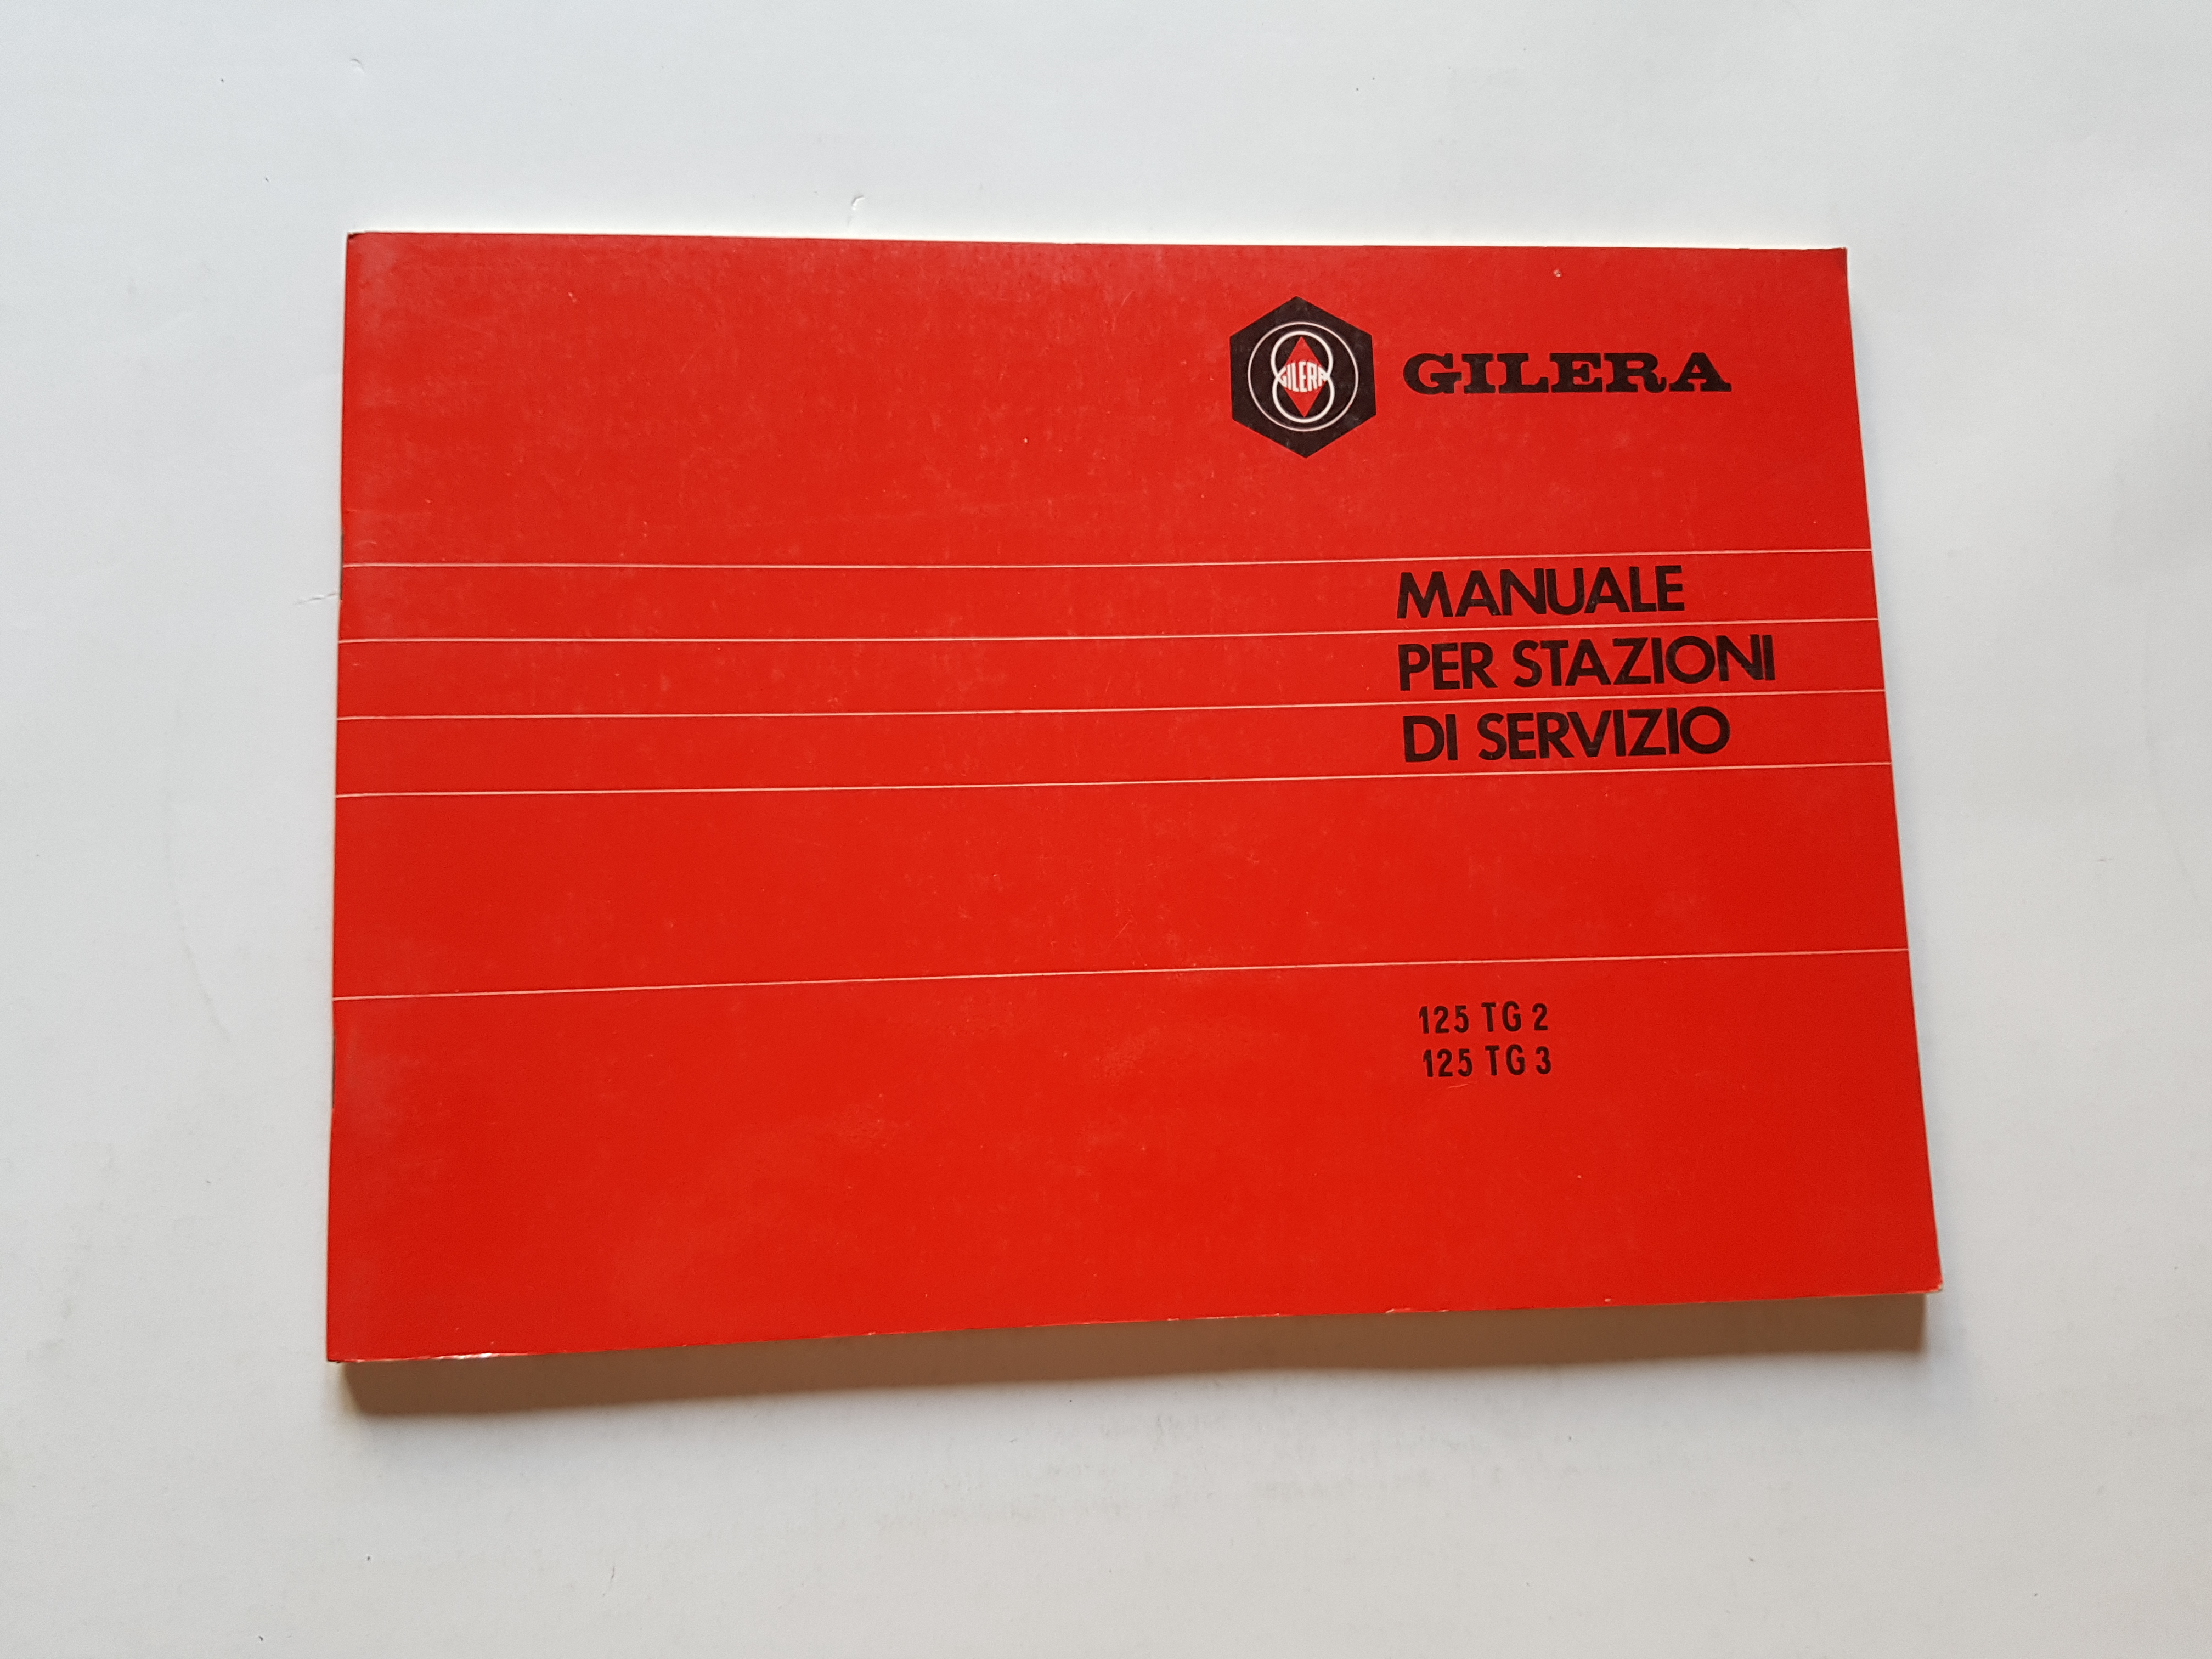 GILERA
GILERA
MANUALE
PER STAZIONI
DI SERVIZIO
125 TG 2
125 TG 3